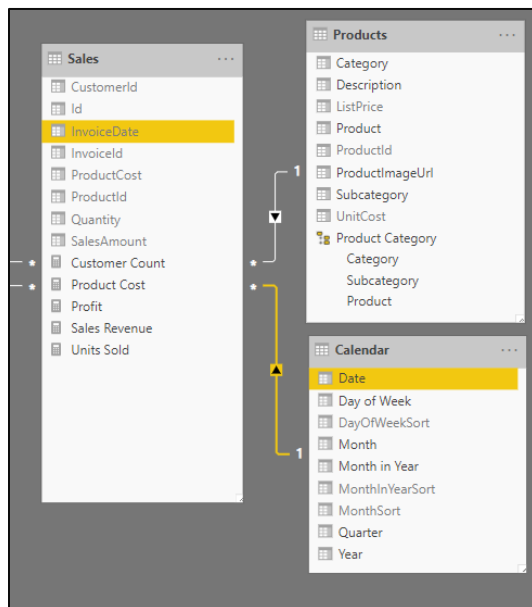 Sales
...
CustomerId
Id
InvoiceDate
InvoiceId
ProductCost
ProductId
Quantity
SalesAmount
* Customer Count *
* Product Cost *
Profit
Sales Revenue
Units Sold
1
Products
...
Category
Description
ListPrice
Product
ProductId
ProductImageUrl
Subcategory
UnitCost
Product Category
Category
Subcategory
Product
1
Calendar
...
Date
Day of Week
DayOfWeekSort
Month
Month in Year
MonthInYearSort
MonthSort
Quarter
Year